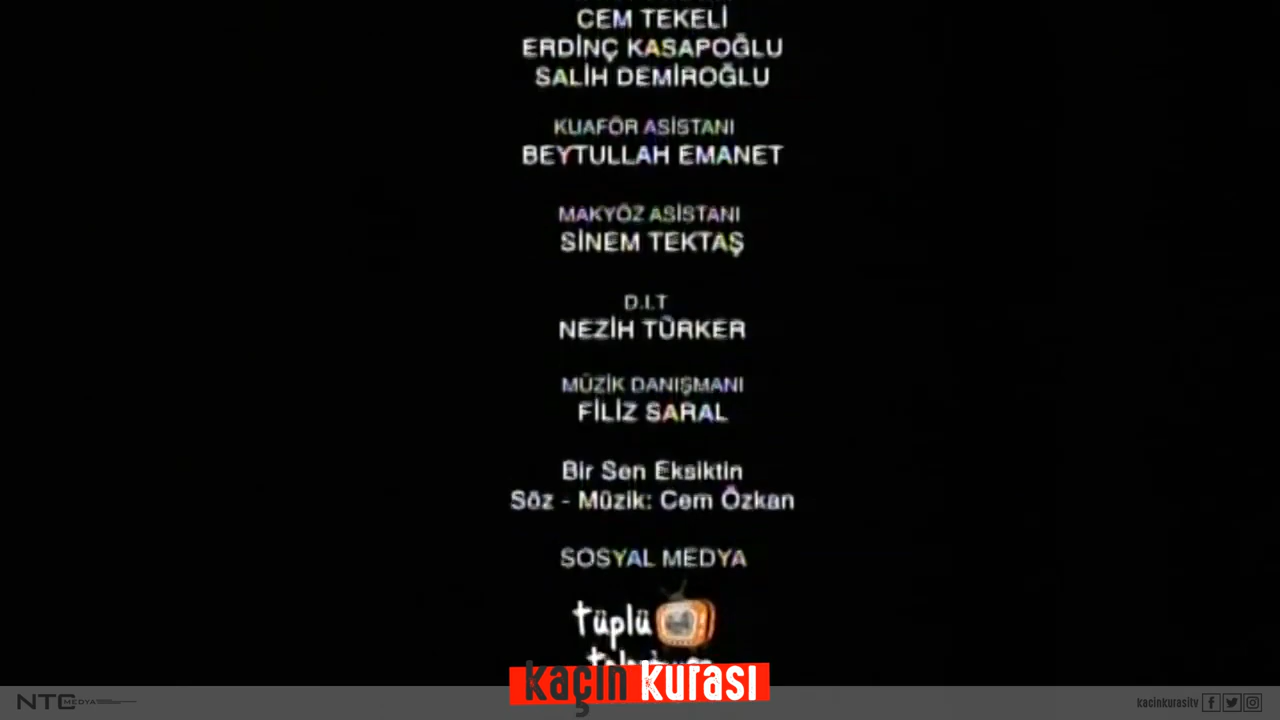 CEM TEKELİ
ERDİNÇ KASAPOĞLU
SALİH DEMİROĞLU
KUAFÖR ASİSTANI
BEYTULLAH EMANET
MAKYÖZ ASİSTANI
SİNEM TEKTAŞ
D.I.T
NEZİH TÜRKER
MÜZİK DANIŞMANI
FİLİZ SARAL
Bir Sen Eksiktin
Söz - Müzik: Cem Özkan
SOSYAL MEDYA
tüplü
kaçın kurası
NTC MEDYA
kacinkurasitv